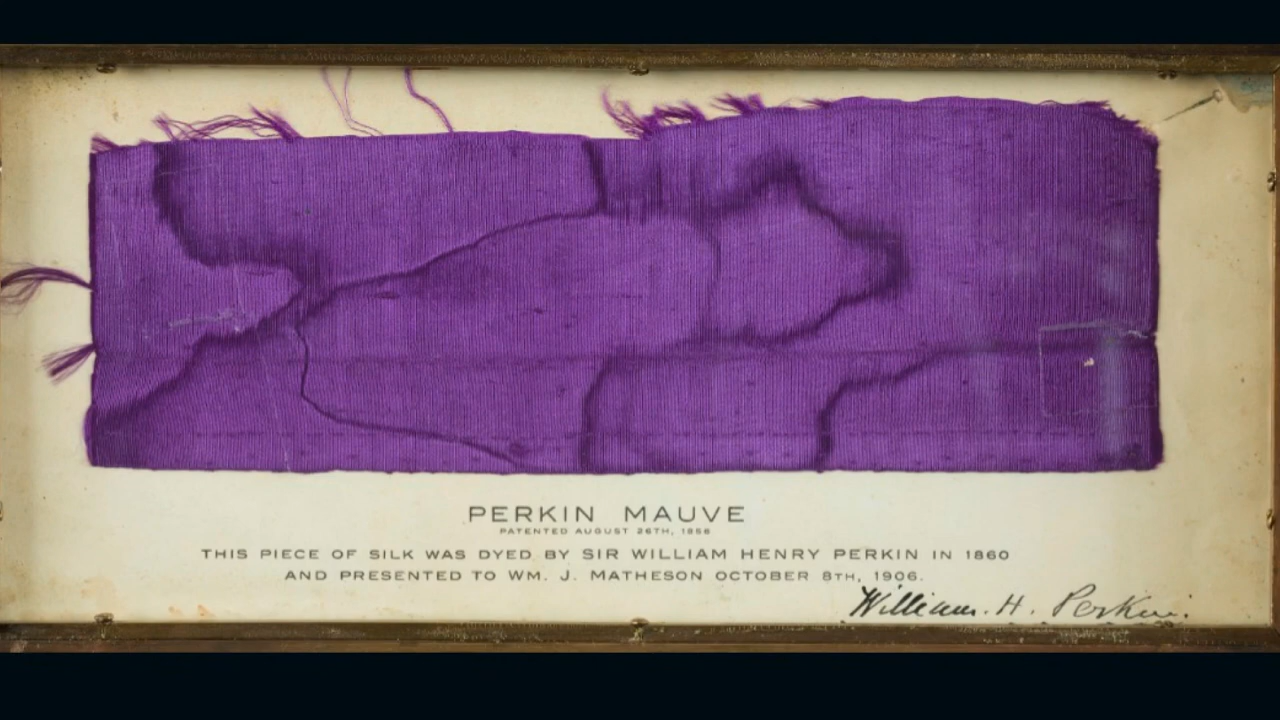 PERKIN MAUVE
PATENTED AUGUST 26TH, 1856
THIS PIECE OF SILK WAS DYED BY SIR WILLIAM HENRY PERKIN IN 1860
AND PRESENTED TO WM. J. MATHESON OCTOBER 8TH, 1906.
William. H. Perkin.